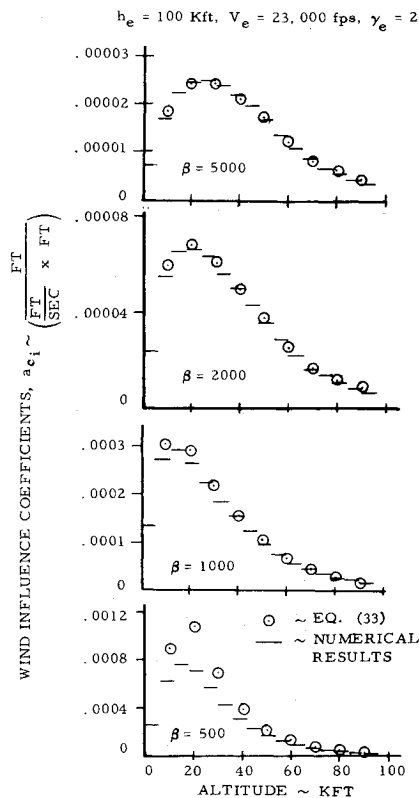 h_e = 100 Kft, V_e = 23,000 fps, γ_e = 2
.00003
.00002
.00001
0
β = 5000
.00008
.00004
0
β = 2000
WIND INFLUENCE COEFFICIENTS, a_c_i ~ FT / (FT/SEC x FT)
.0003
.0002
.0001
0
β = 1000
.0012
⊙ ~ EQ. (33)
— ~ NUMERICAL
RESULTS
.0008
.0004
β = 500
0
0 20 40 60 80 100
ALTITUDE ~ KFT